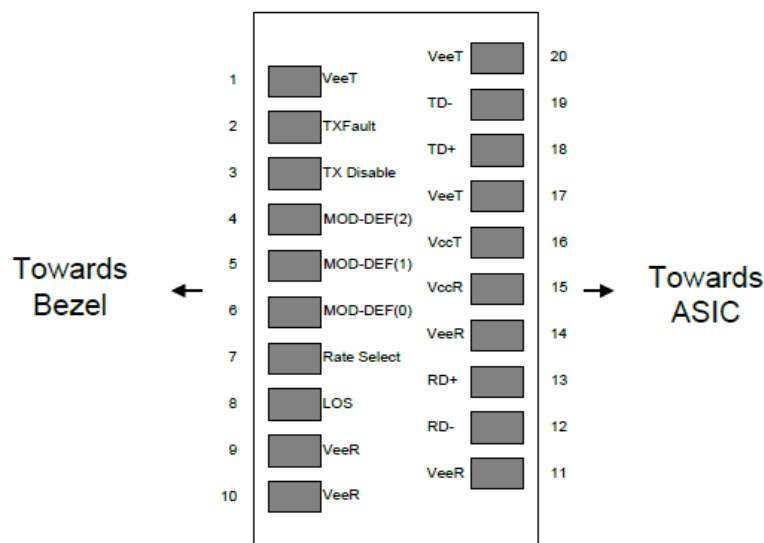 VeeT 20
1 VeeT
TD- 19
2 TXFault
TD+ 18
3 TX Disable
VeeT 17
4 MOD-DEF(2)
VccT 16
5 MOD-DEF(1)
Towards
Bezel
VccR 15
Towards
ASIC
6 MOD-DEF(0)
VeeR 14
7 Rate Select
RD+ 13
8 LOS
RD- 12
9 VeeR
VeeR 11
10 VeeR